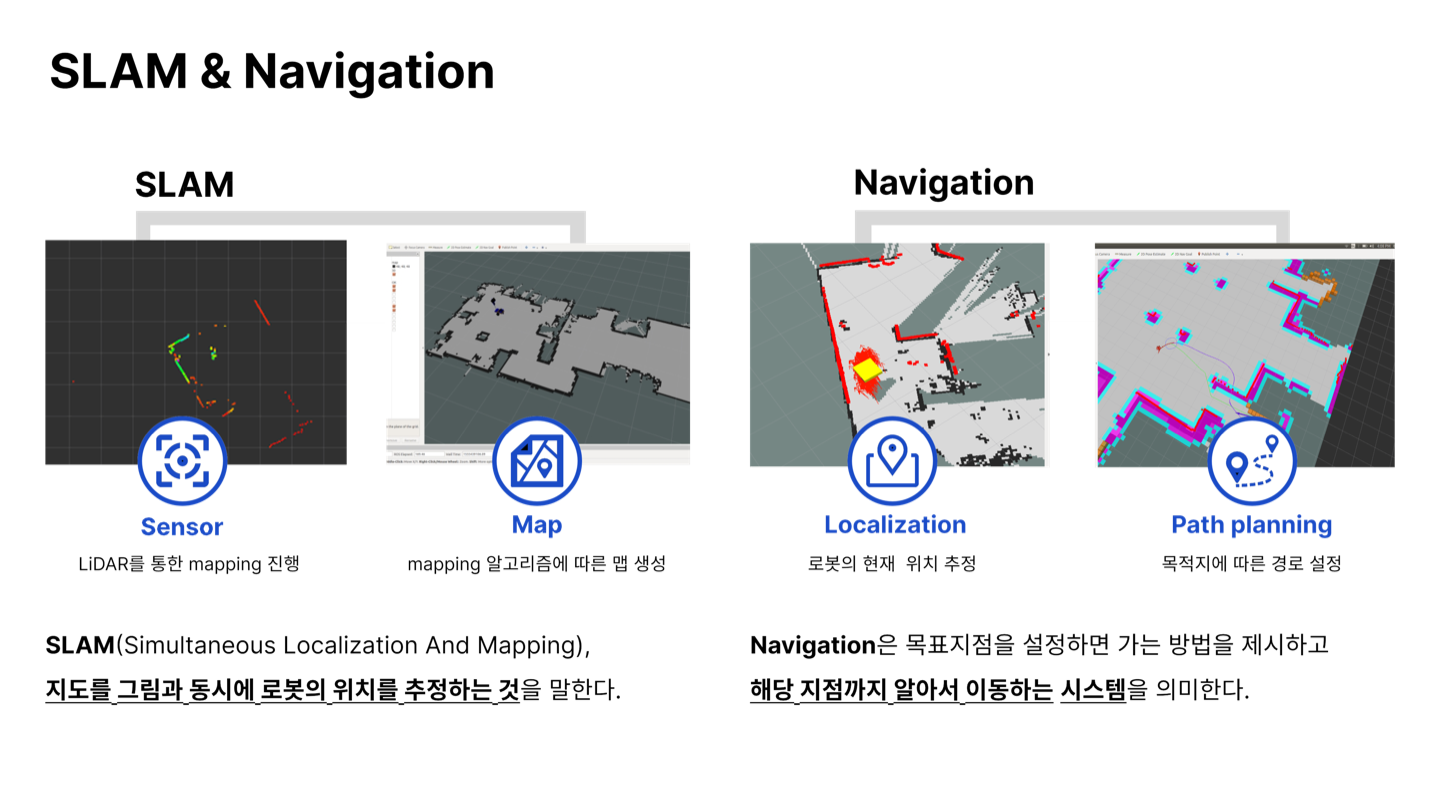 SLAM & Navigation
SLAM
Navigation
Sensor
Map
Localization
Path planning
LiDAR를 통한 mapping 진행
mapping 알고리즘에 따른 맵 생성
로봇의 현재 위치 추정
목적지에 따른 경로 설정
SLAM(Simultaneous Localization And Mapping),
지도를 그림과 동시에 로봇의 위치를 추정하는 것을 말한다.
Navigation은 목표지점을 설정하면 가는 방법을 제시하고
해당 지점까지 알아서 이동하는 시스템을 의미한다.